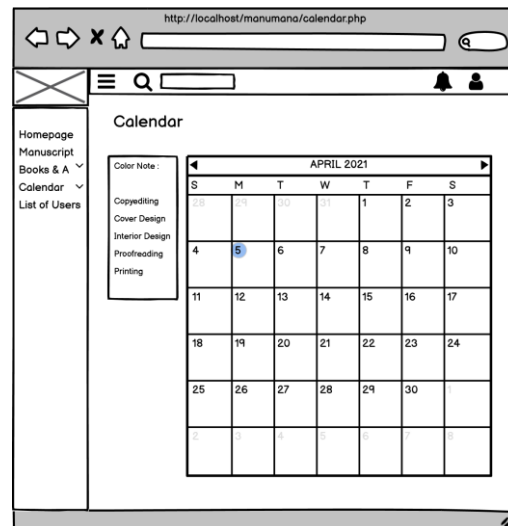 http://localhost/manumana/calendar.php
Homepage
Manuscript
Books & A
Calendar
List of Users
Calendar
Color Note :
Copyediting
Cover Design
Interior Design
Proofreading
Printing
APRIL 2021
S M T W T F S
28 29 30 31 1 2 3
4 5 6 7 8 9 10
11 12 13 14 15 16 17
18 19 20 21 22 23 24
25 26 27 28 29 30 1
2 3 4 5 6 7 8